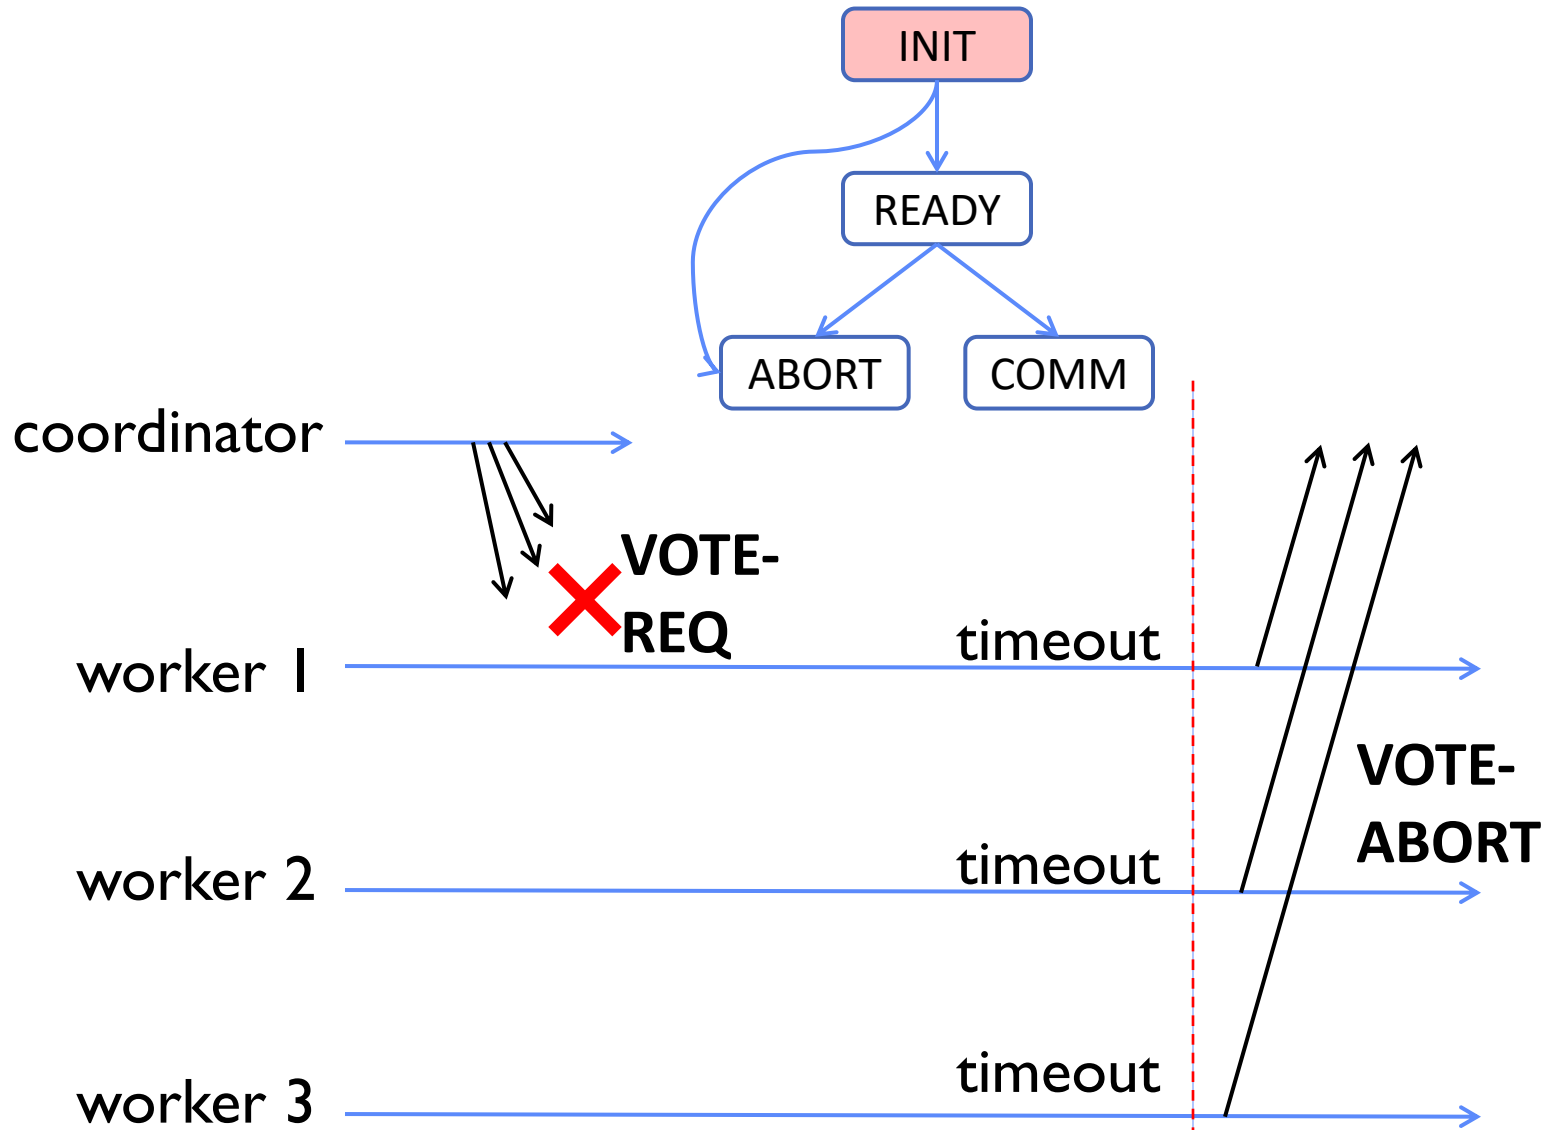 INIT
READY
ABORT
COMM
coordinator
VOTE-
REQ
timeout
worker 1
VOTE-
ABORT
timeout
worker 2
timeout
worker 3